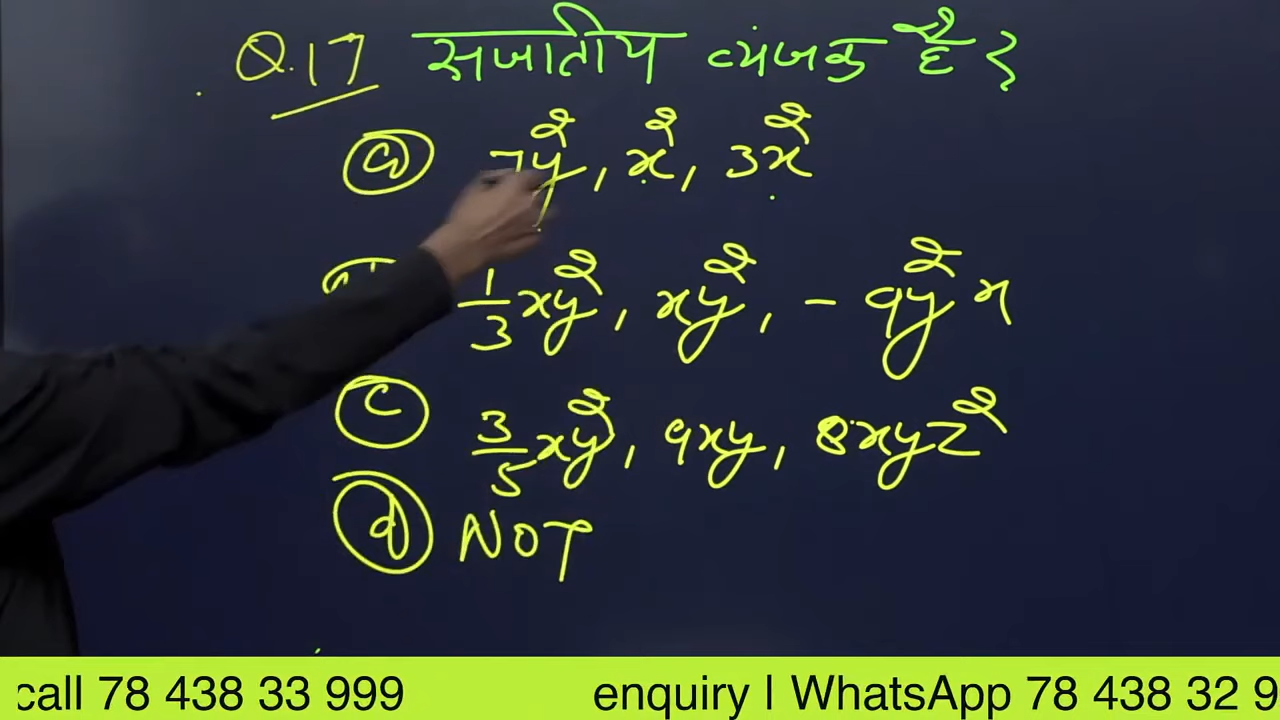 Q.17 सजातीय व्यंजक है?
(a) 7y², x², 3x²
1/3 xy², xy², - 9y² x
(c) 3/5 xy², 9xy, 8xyz²
(d) NOT
call 78 438 33 999 enquiry | WhatsApp 78 438 32 9